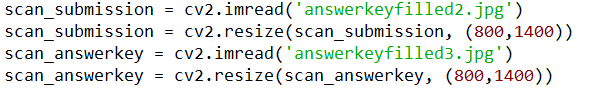 scan_submission = cv2.imread('answerkeyfilled2.jpg')
scan_submission = cv2.resize(scan_submission, (800,1400))
scan_answerkey = cv2.imread('answerkeyfilled3.jpg')
scan_answerkey = cv2.resize(scan_answerkey, (800,1400))